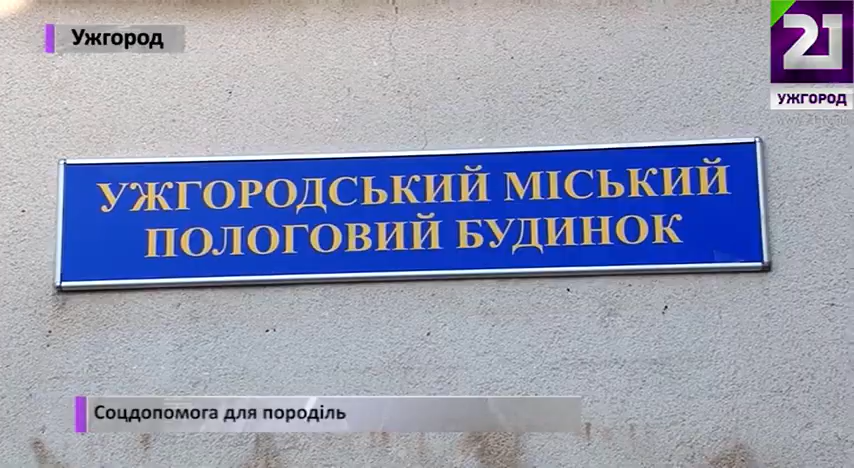 Ужгород
21
УЖГОРОД
УЖГОРОДСЬКИЙ МІСЬКИЙ
ПОЛОГОВИЙ БУДИНОК
Соцдопомога для породіль